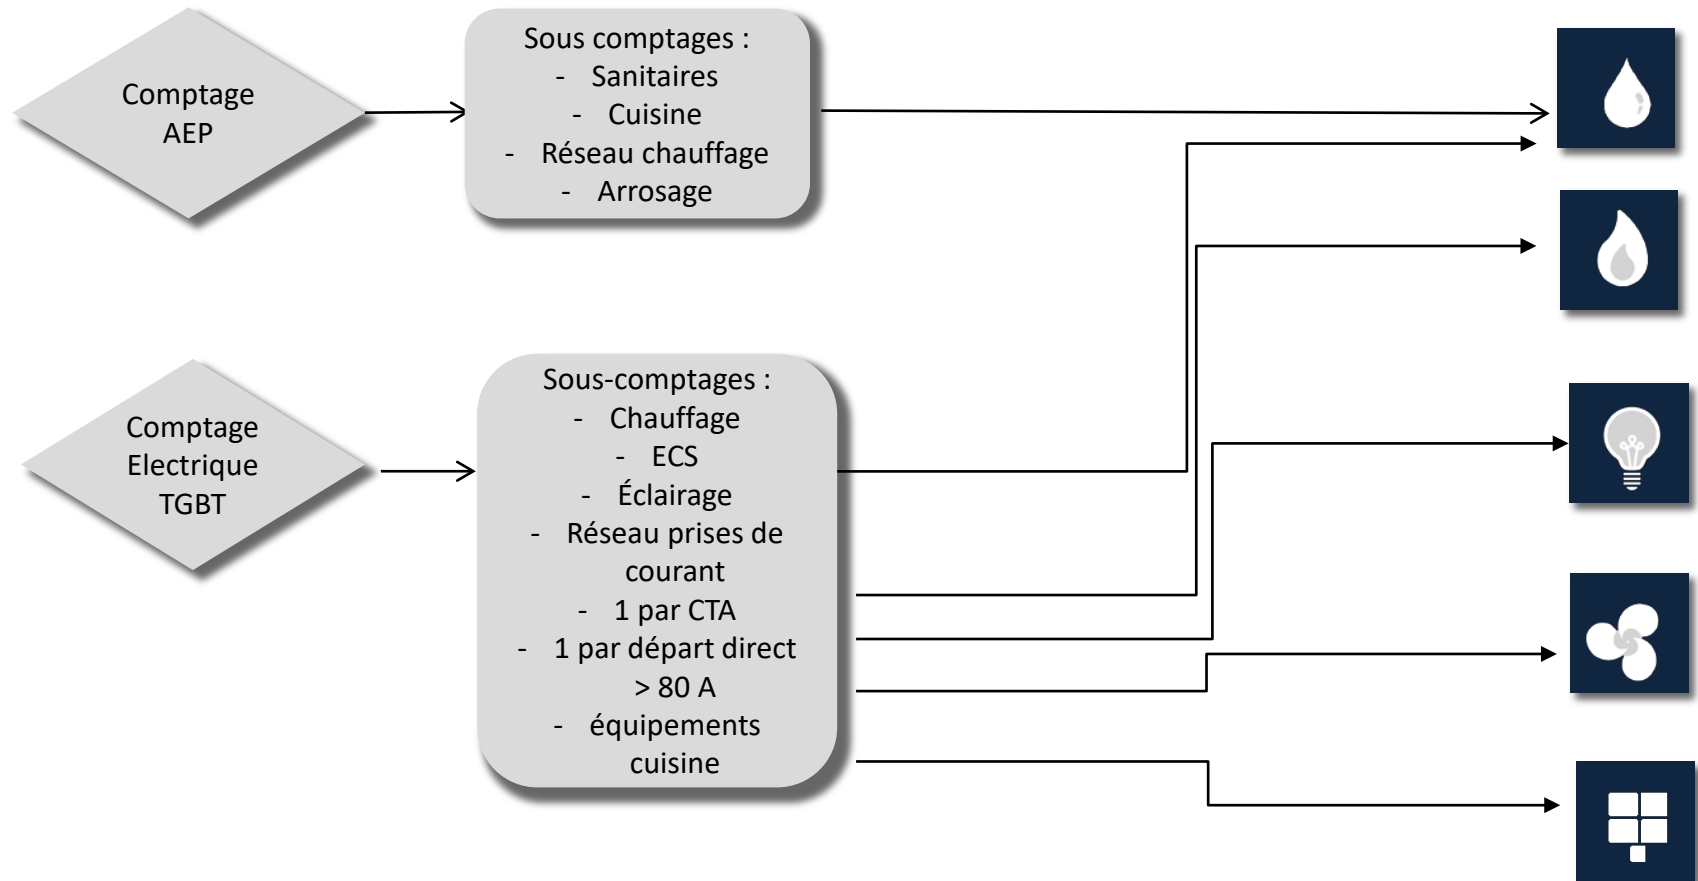 Comptage
AEP
Sous comptages :
- Sanitaires
- Cuisine
- Réseau chauffage
- Arrosage
Comptage
Electrique
TGBT
Sous-comptages :
- Chauffage
- ECS
- Éclairage
- Réseau prises de
courant
- 1 par CTA
- 1 par départ direct
> 80 A
- équipements
cuisine